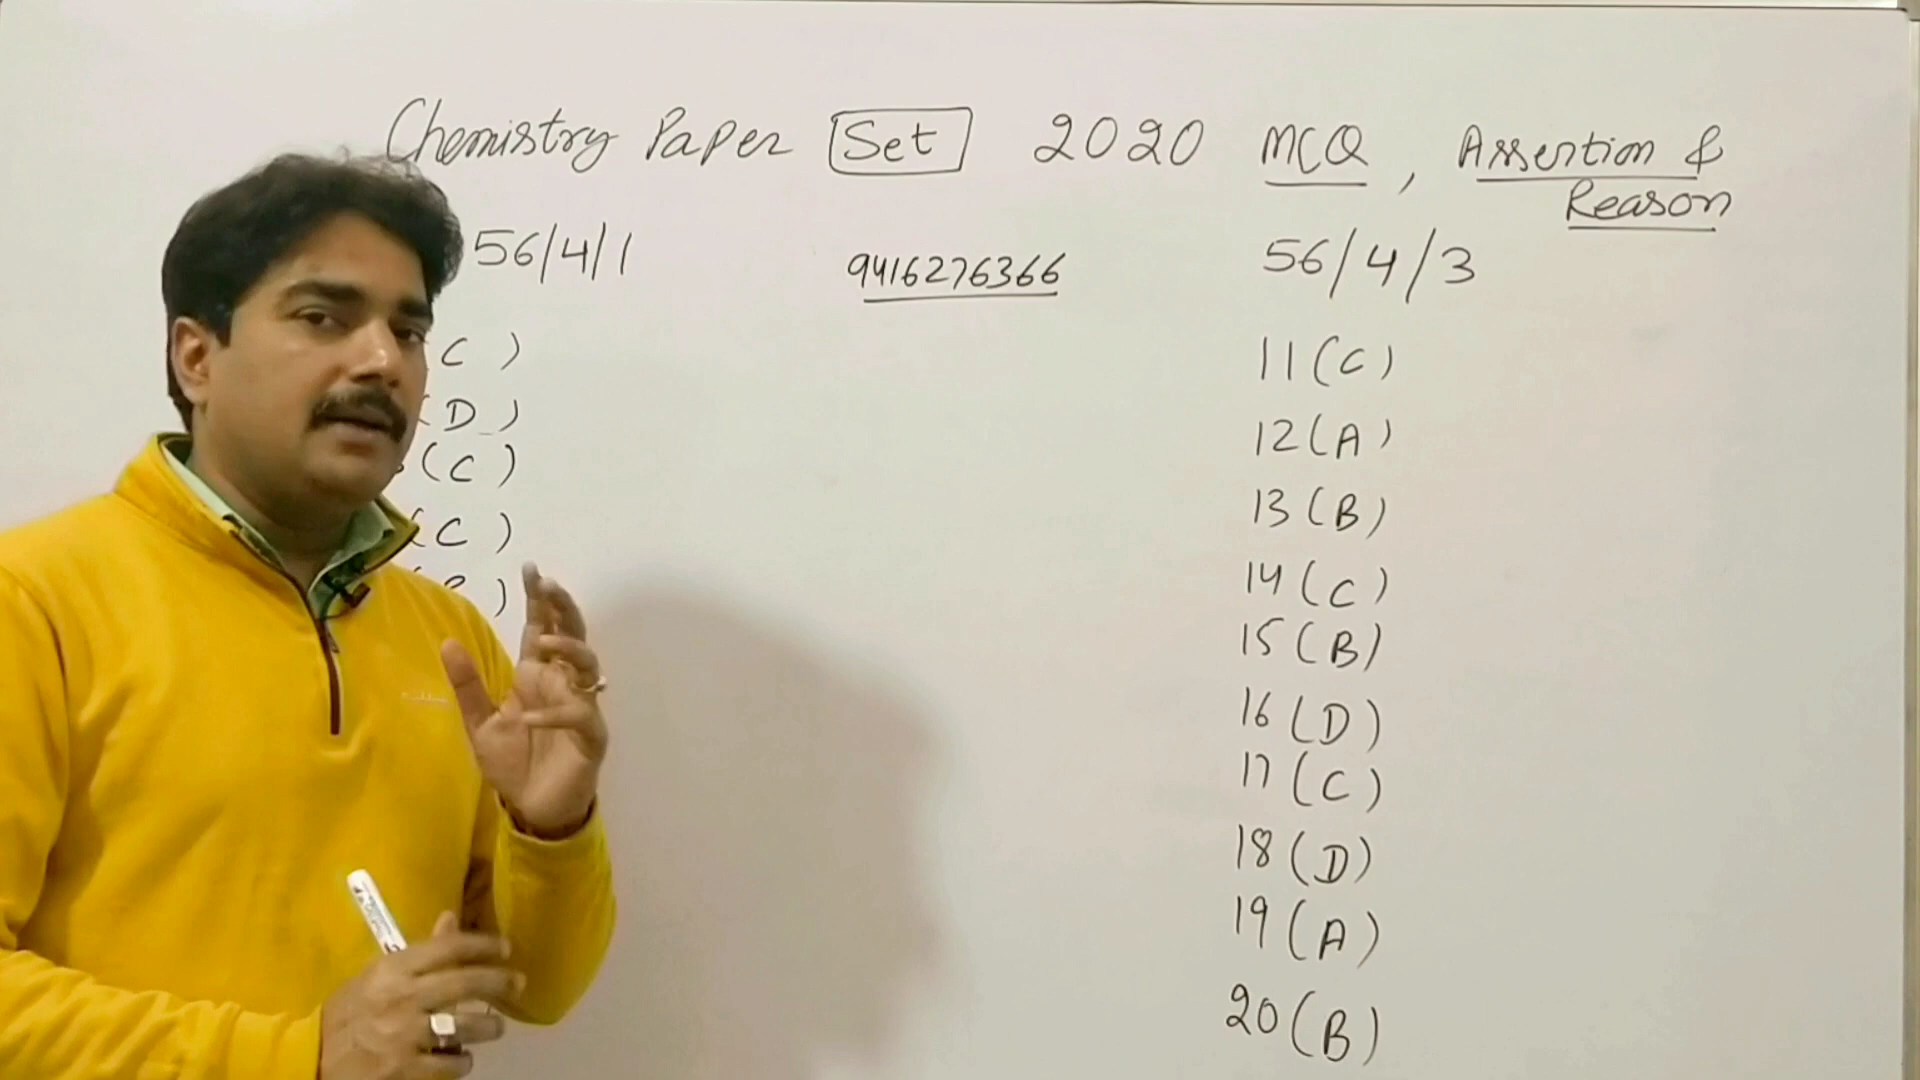 Chemistry Paper Set 2020 MCQ, Assertion &
Reason
56/4/1
9416276366
56/4/3
C )
(D)
(C)
(C)
)
11 (C)
12 (A)
13 (B)
14 (C)
15 (B)
16 (D)
17 (C)
18 (D)
19 (A)
20 (B)